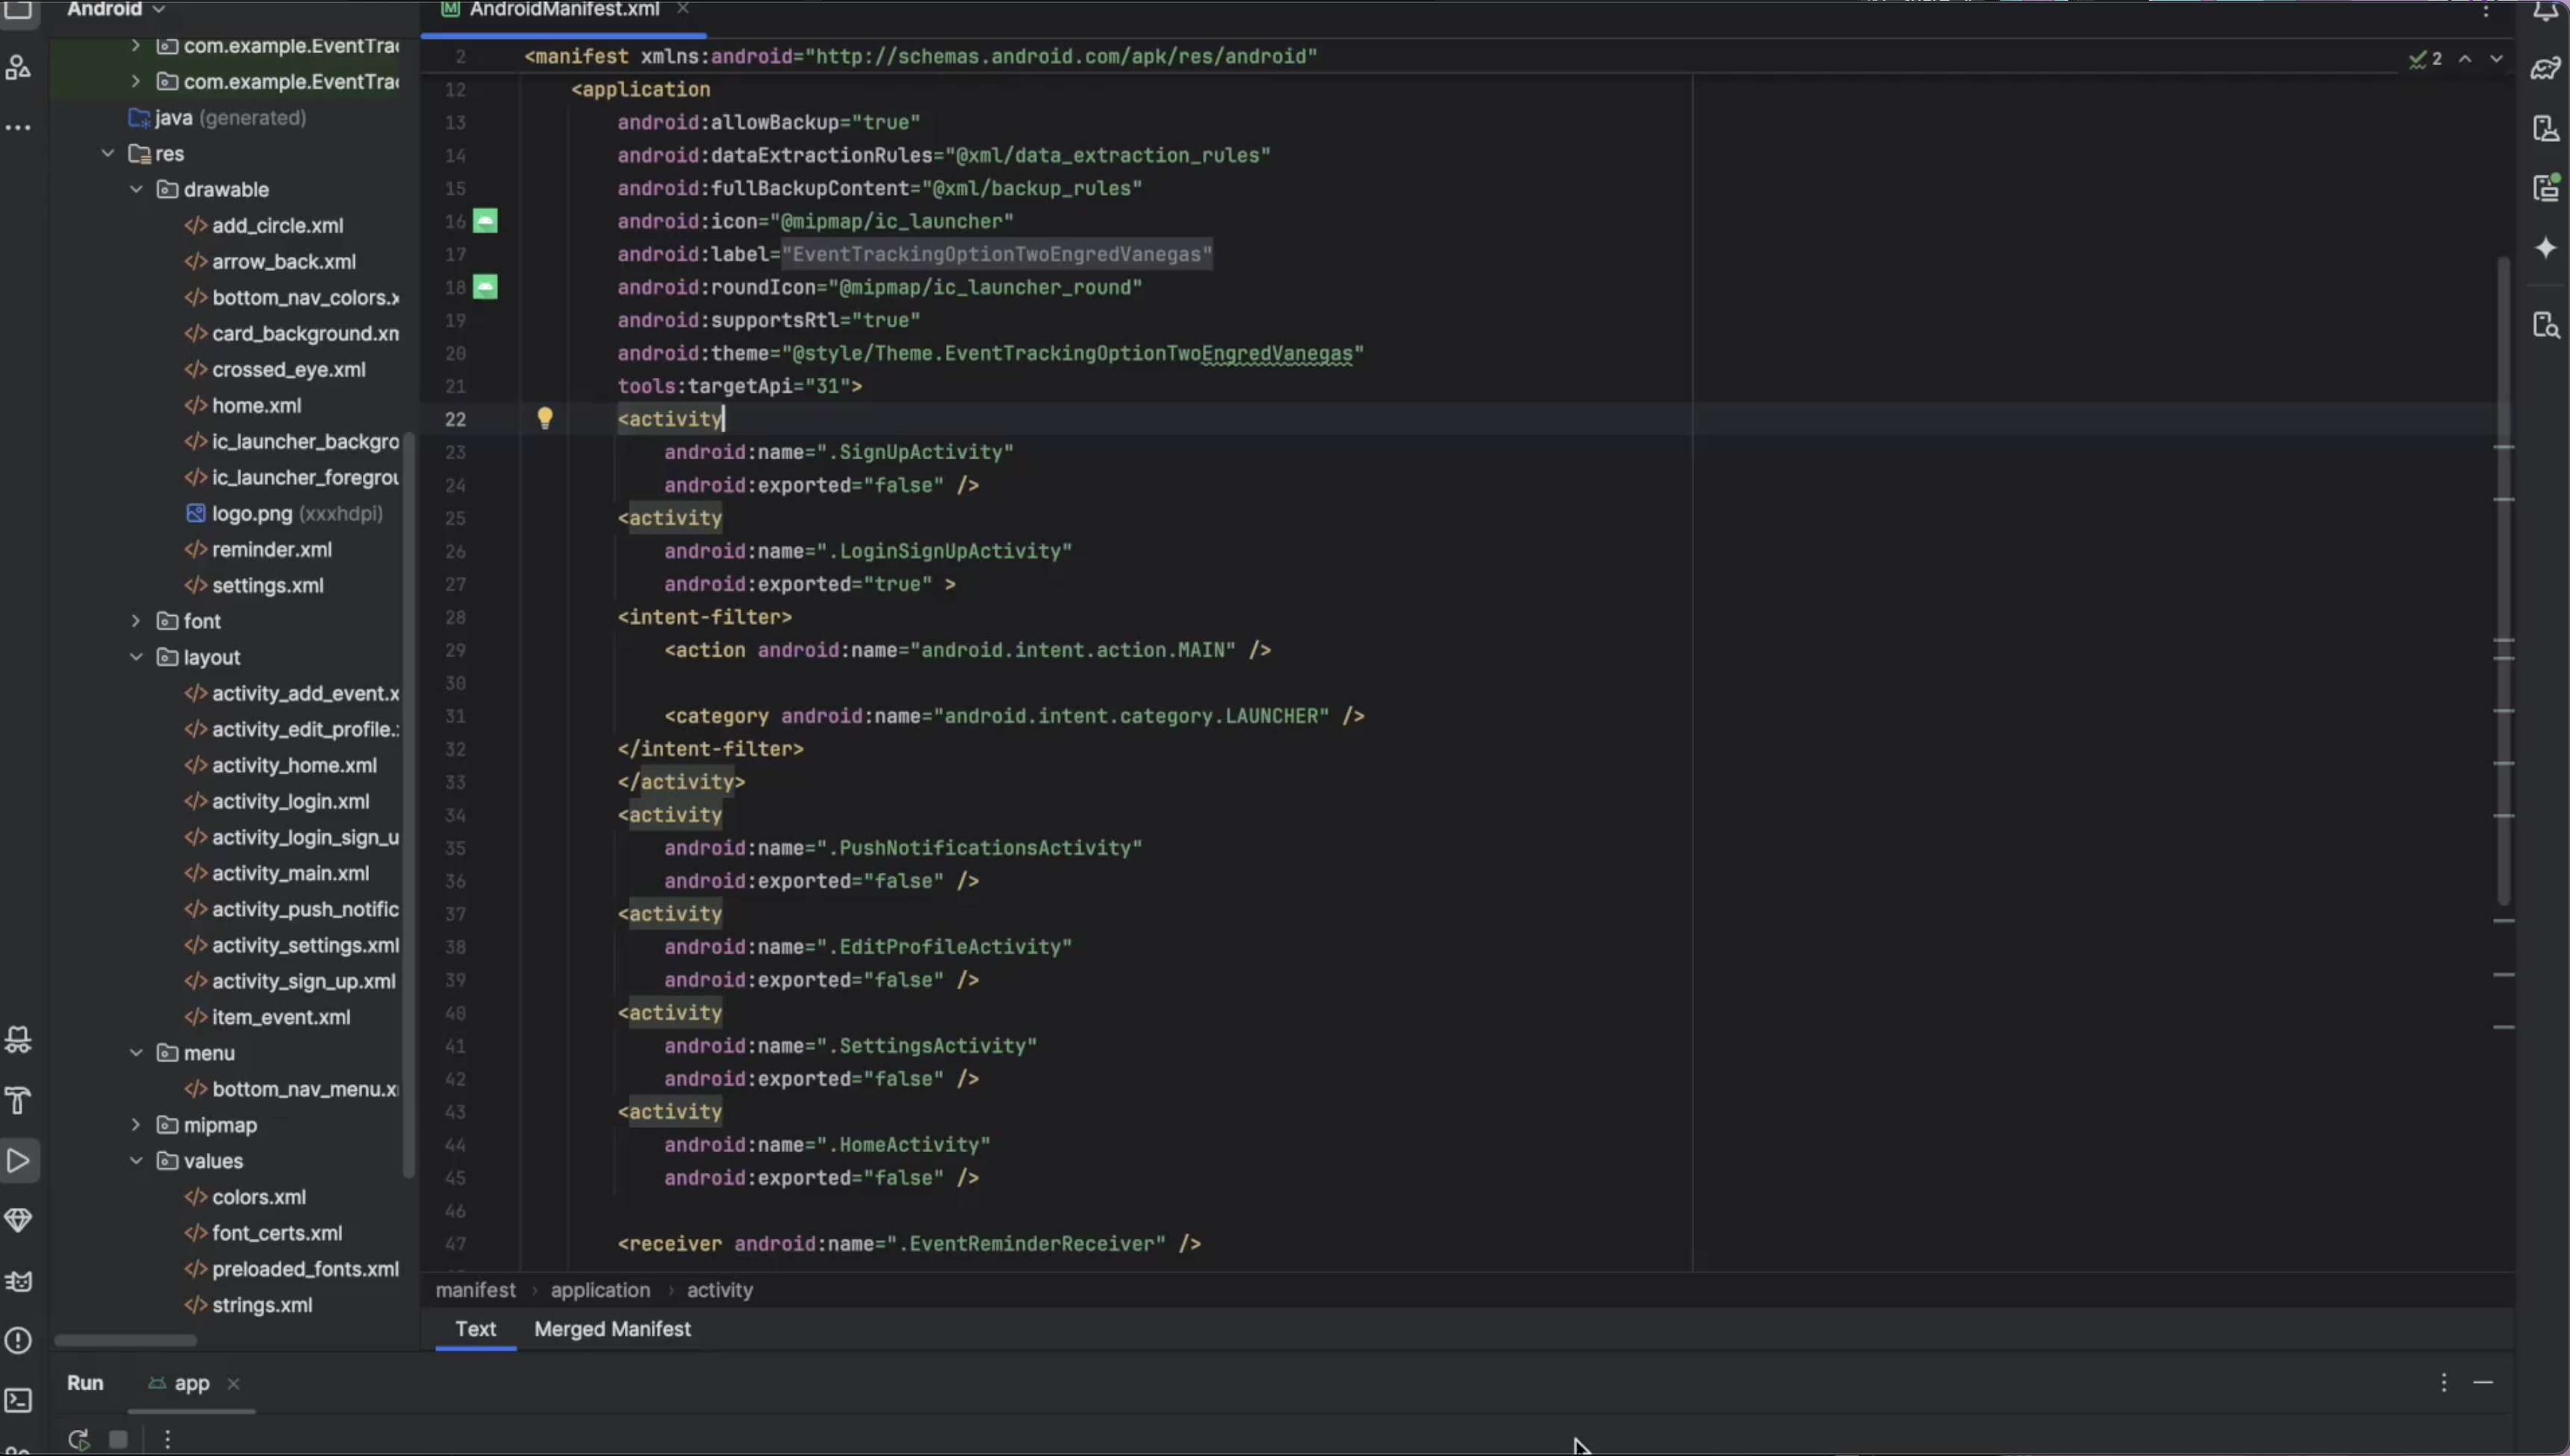 Android
com.example.EventTrac
com.example.EventTrac
java (generated)
res
drawable
add_circle.xml
arrow_back.xml
bottom_nav_colors.x
card_background.xm
crossed_eye.xml
home.xml
ic_launcher_backgro
ic_launcher_foregrou
logo.png (xxxhdpi)
reminder.xml
settings.xml
font
layout
activity_add_event.x
activity_edit_profile.
activity_home.xml
activity_login.xml
activity_login_sign_u
activity_main.xml
activity_push_notific
activity_settings.xml
activity_sign_up.xml
item_event.xml
menu
bottom_nav_menu.x
mipmap
values
colors.xml
font_certs.xml
preloaded_fonts.xml
strings.xml
AndroidManifest.xml
2 <manifest xmlns:android="http://schemas.android.com/apk/res/android"
2
12 <application
13 android:allowBackup="true"
14 android:dataExtractionRules="@xml/data_extraction_rules"
15 android:fullBackupContent="@xml/backup_rules"
16 android:icon="@mipmap/ic_launcher"
17 android:label="EventTrackingOptionTwoEngredVanegas"
18 android:roundIcon="@mipmap/ic_launcher_round"
19 android:supportsRtl="true"
20 android:theme="@style/Theme.EventTrackingOptionTwoEngredVanegas"
21 tools:targetApi="31">
22 <activity
23 android:name=".SignUpActivity"
24 android:exported="false" />
25 <activity
26 android:name=".LoginSignUpActivity"
27 android:exported="true" >
28 <intent-filter>
29 <action android:name="android.intent.action.MAIN" />
30
31 <category android:name="android.intent.category.LAUNCHER" />
32 </intent-filter>
33 </activity>
34 <activity
35 android:name=".PushNotificationsActivity"
36 android:exported="false" />
37 <activity
38 android:name=".EditProfileActivity"
39 android:exported="false" />
40 <activity
41 android:name=".SettingsActivity"
42 android:exported="false" />
43 <activity
44 android:name=".HomeActivity"
45 android:exported="false" />
46
47 <receiver android:name=".EventReminderReceiver" />
manifest > application > activity
Text Merged Manifest
Run app